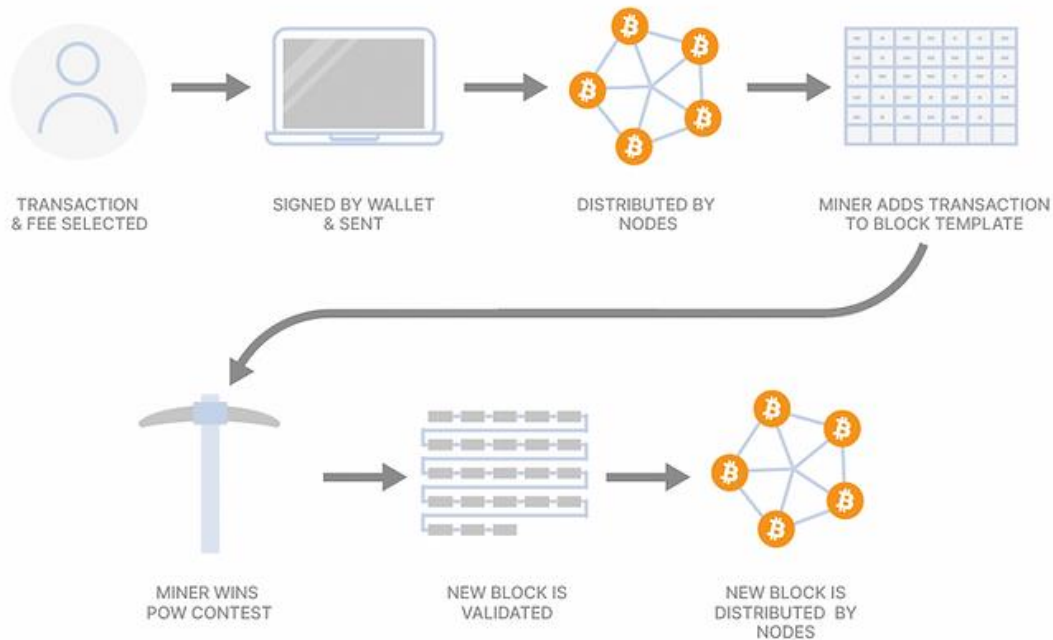 TRANSACTION
& FEE SELECTED
SIGNED BY WALLET
& SENT
DISTRIBUTED BY
NODES
MINER ADDS TRANSACTION
TO BLOCK TEMPLATE
MINER WINS
POW CONTEST
NEW BLOCK IS
VALIDATED
NEW BLOCK IS
DISTRIBUTED BY
NODES